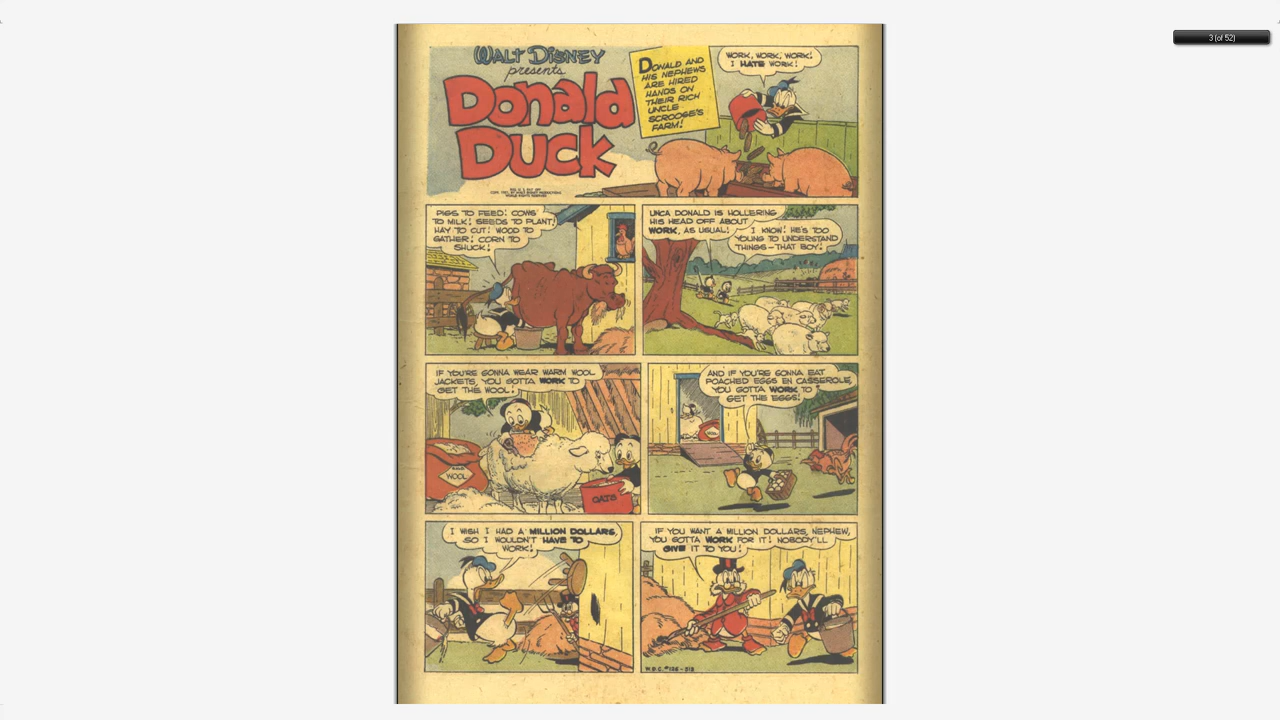 3 (of 52)
WALT DISNEY
presents
Donald
Duck
DONALD AND
HIS NEPHEWS
ARE HIRED
HANDS ON
THEIR RICH
UNCLE
SCROOGE'S
FARM!
WORK, WORK, WORK!
I HATE WORK!
PIGS TO FEED! COWS
TO MILK! SEEDS TO PLANT!
HAY TO CUT! WOOD TO
GATHER! CORN TO
SHUCK!
UNCA DONALD IS HOLLERING
HIS HEAD OFF ABOUT
WORK, AS USUAL!
I KNOW! HE'S TOO
YOUNG TO UNDERSTAND
THINGS—THAT BOY!
IF YOU'RE GONNA WEAR WARM WOOL
JACKETS, YOU GOTTA WORK TO
GET THE WOOL!
WOOL
OATS
AND IF YOU'RE GONNA EAT
POACHED EGGS EN CASSEROLE,
YOU GOTTA WORK TO
GET THE EGGS!
I WISH I HAD A MILLION DOLLARS,
SO I WOULDN'T HAVE TO
WORK!
IF YOU WANT A MILLION DOLLARS, NEPHEW,
YOU GOTTA WORK FOR IT! NOBODY'LL
GIVE IT TO YOU!